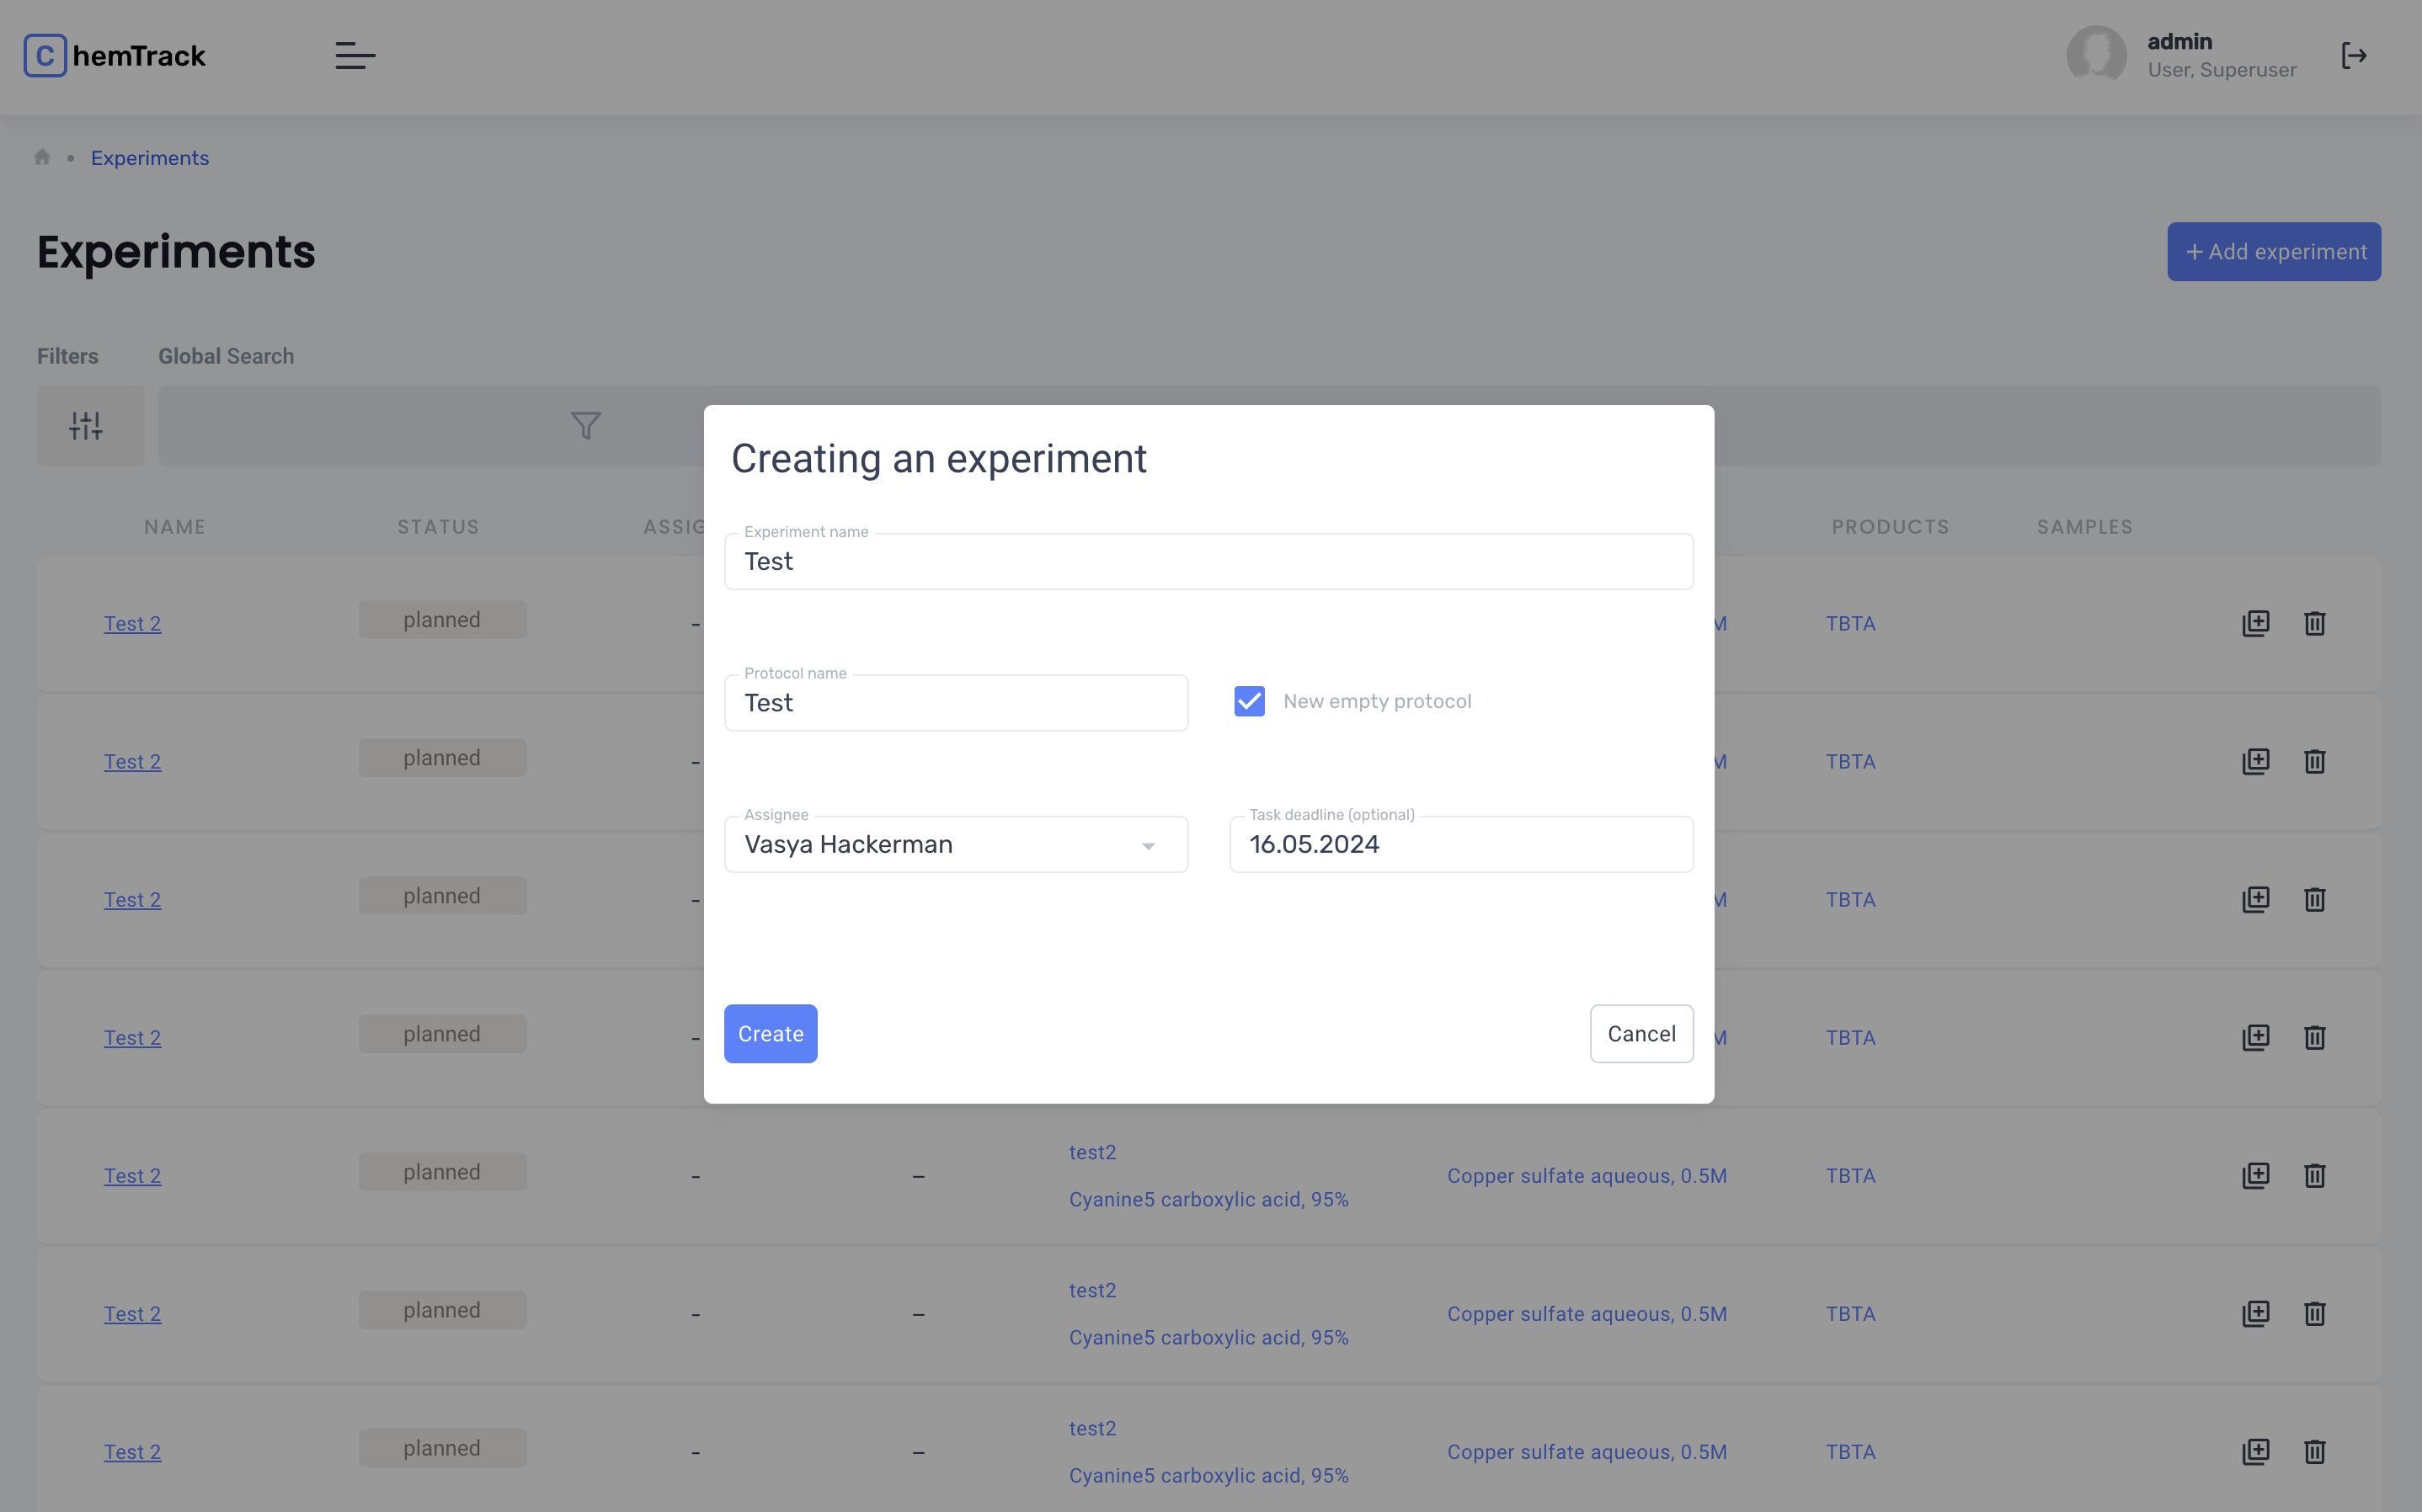 ChemTrack
admin
User, Superuser
Experiments
Experiments
+ Add experiment
Filters
Global Search
NAME STATUS PRODUCTS SAMPLES
Creating an experiment
Experiment name
Test
Protocol name
Test
New empty protocol
Assignee
Vasya Hackerman
Task deadline (optional)
16.05.2024
Create
Cancel
Test 2 planned - M TBTA
Test 2 planned - M TBTA
Test 2 planned - M TBTA
Test 2 planned - M TBTA
test2
Test 2 planned - – Copper sulfate aqueous, 0.5M TBTA
Cyanine5 carboxylic acid, 95%
test2
Test 2 planned - – Copper sulfate aqueous, 0.5M TBTA
Cyanine5 carboxylic acid, 95%
test2
Test 2 planned - – Copper sulfate aqueous, 0.5M TBTA
Cyanine5 carboxylic acid, 95%